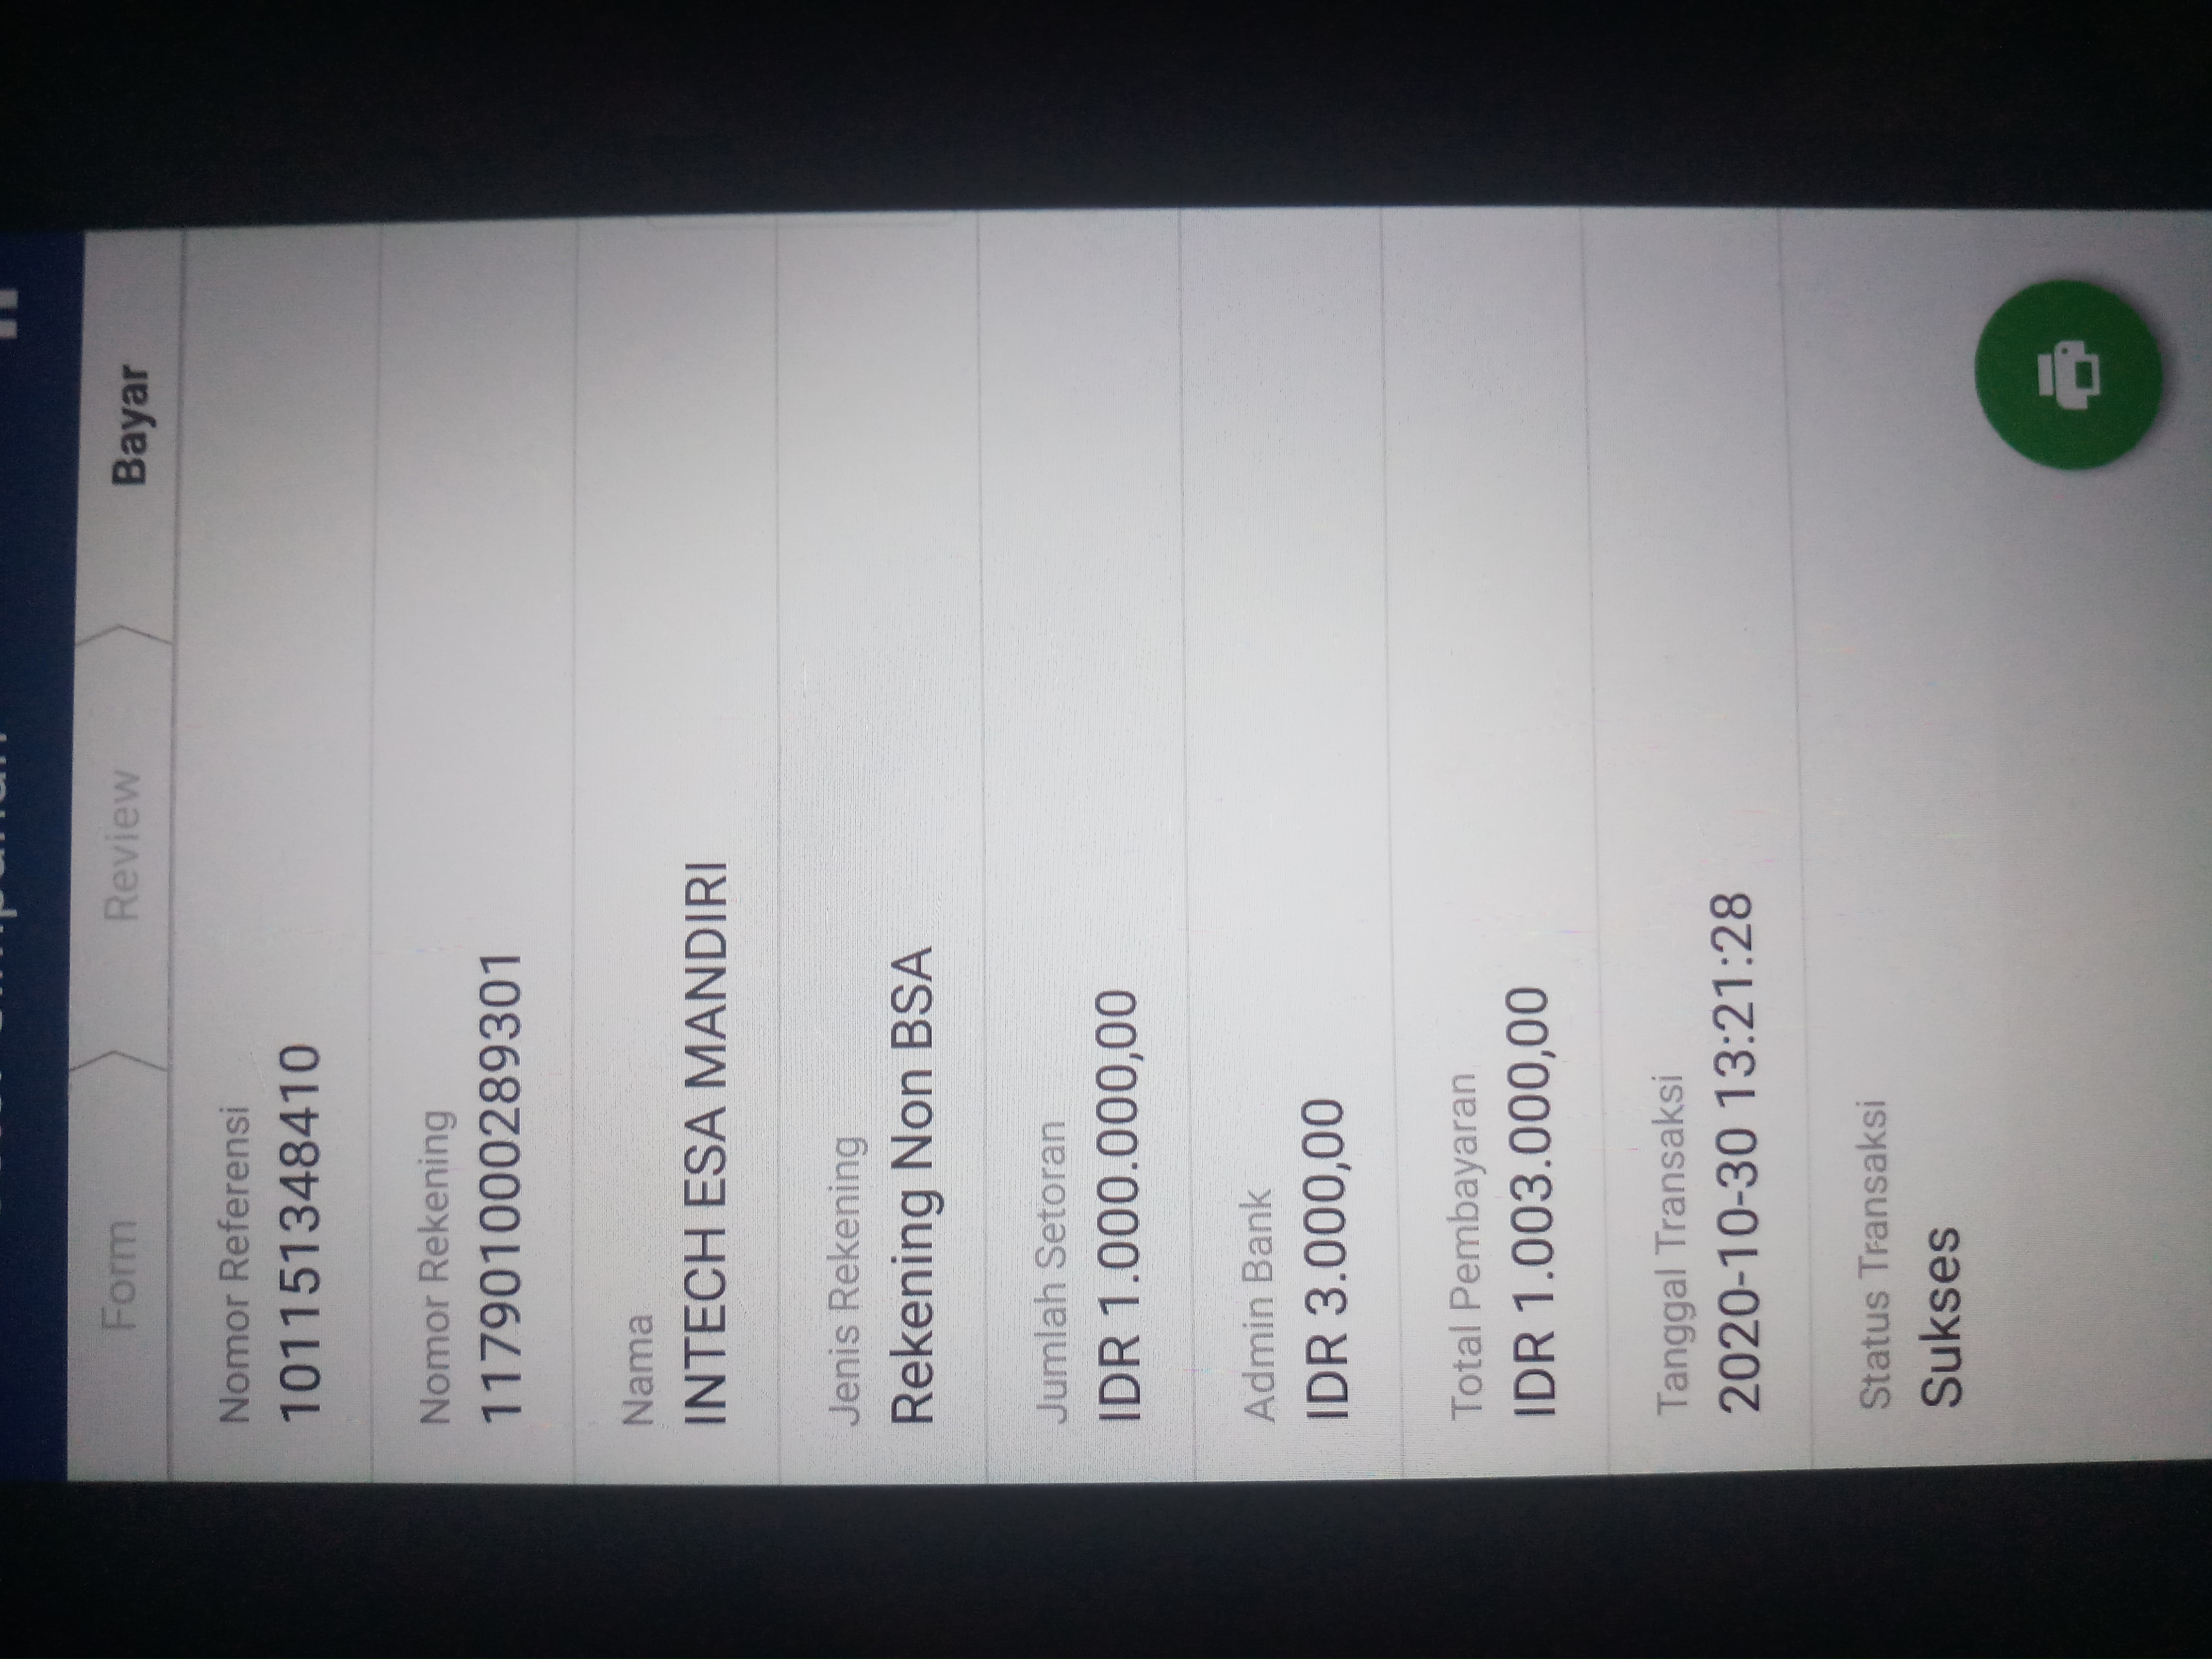 Form
Review
Bayar
Nomor Referensi
101151348410
Nomor Rekening
117901000289301
Nama
INTECH ESA MANDIRI
Jenis Rekening
Rekening Non BSA
Jumlah Setoran
IDR 1.000.000,00
Admin Bank
IDR 3.000,00
Total Pembayaran
IDR 1.003.000,00
Tanggal Transaksi
2020-10-30 13:21:28
Status Transaksi
Sukses